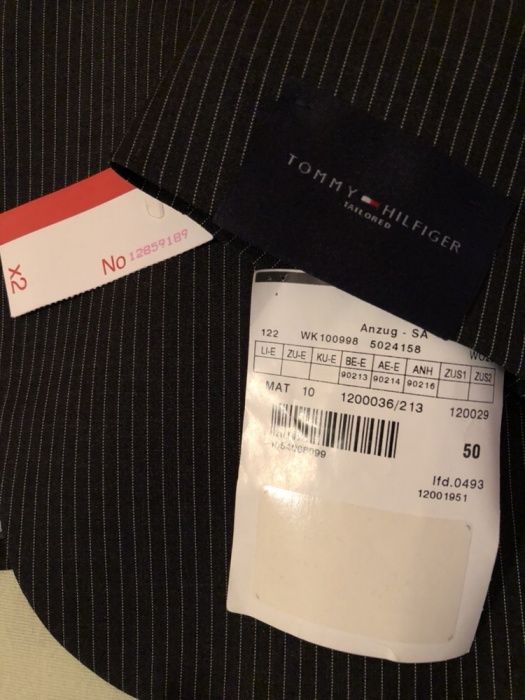 TOMMY HILFIGER
TAILORED
X2
No 12859189
Anzug - SA
122 WK100998 5024158
LI-E ZU-E KU-E BE-E AE-E ANH ZUS1 ZUS2
90213 90214 90216
MAT 10 1200036/213 120029
50
lfd.0493
12001951